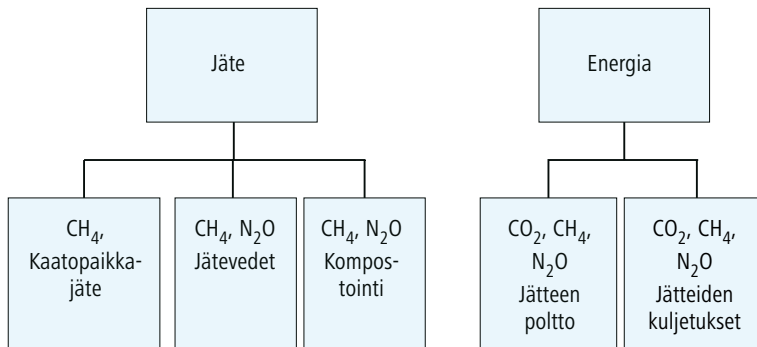 Jäte
Energia
CH₄,
Kaatopaikka-
jäte
CH₄, N₂O
Jätevedet
CH₄, N₂O
Kompos-
tointi
CO₂, CH₄,
N₂O
Jätteen
poltto
CO₂, CH₄,
N₂O
Jätteiden
kuljetukset